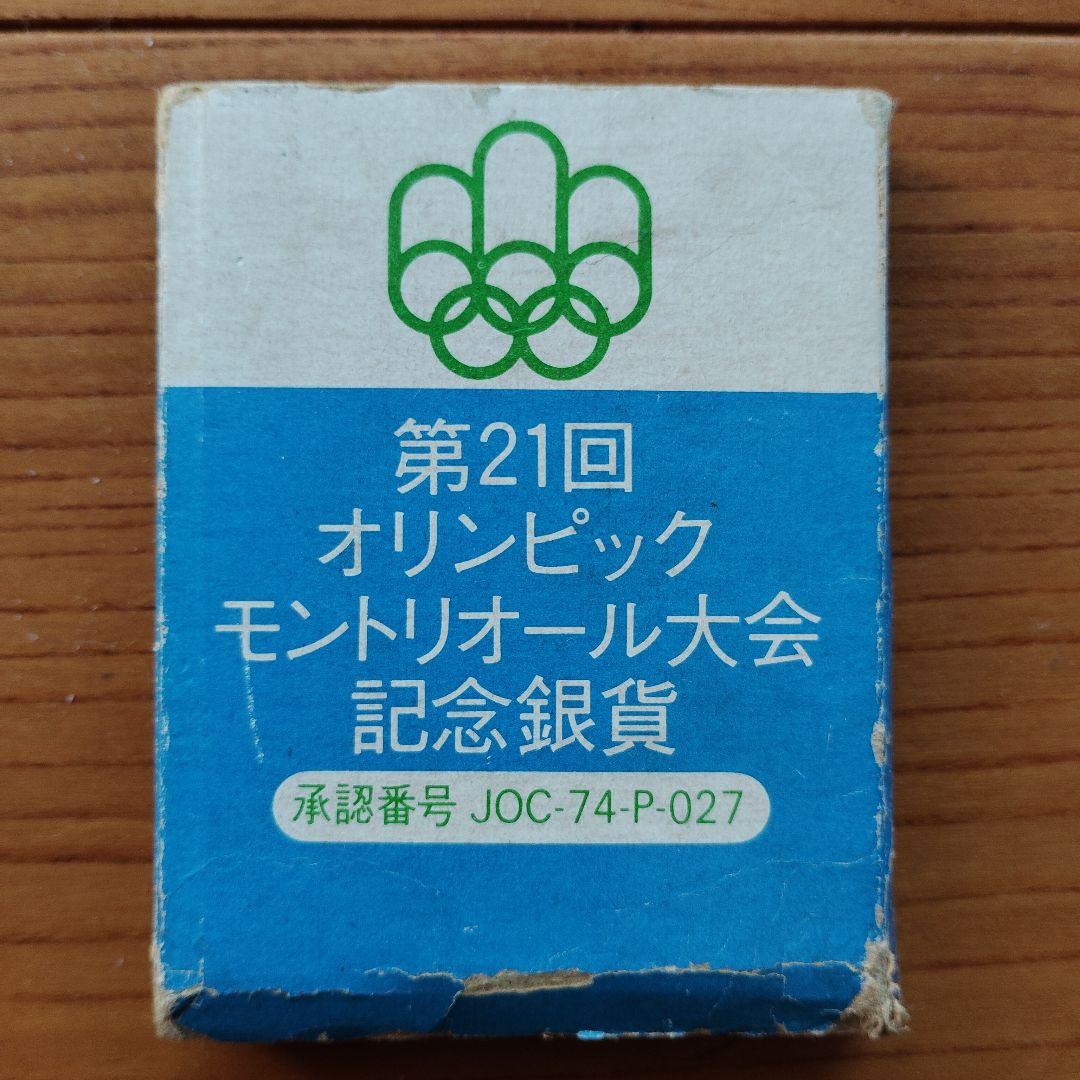 第21回
オリンピック
モントリオール大会
記念銀貨
承認番号 JOC-74-P-027